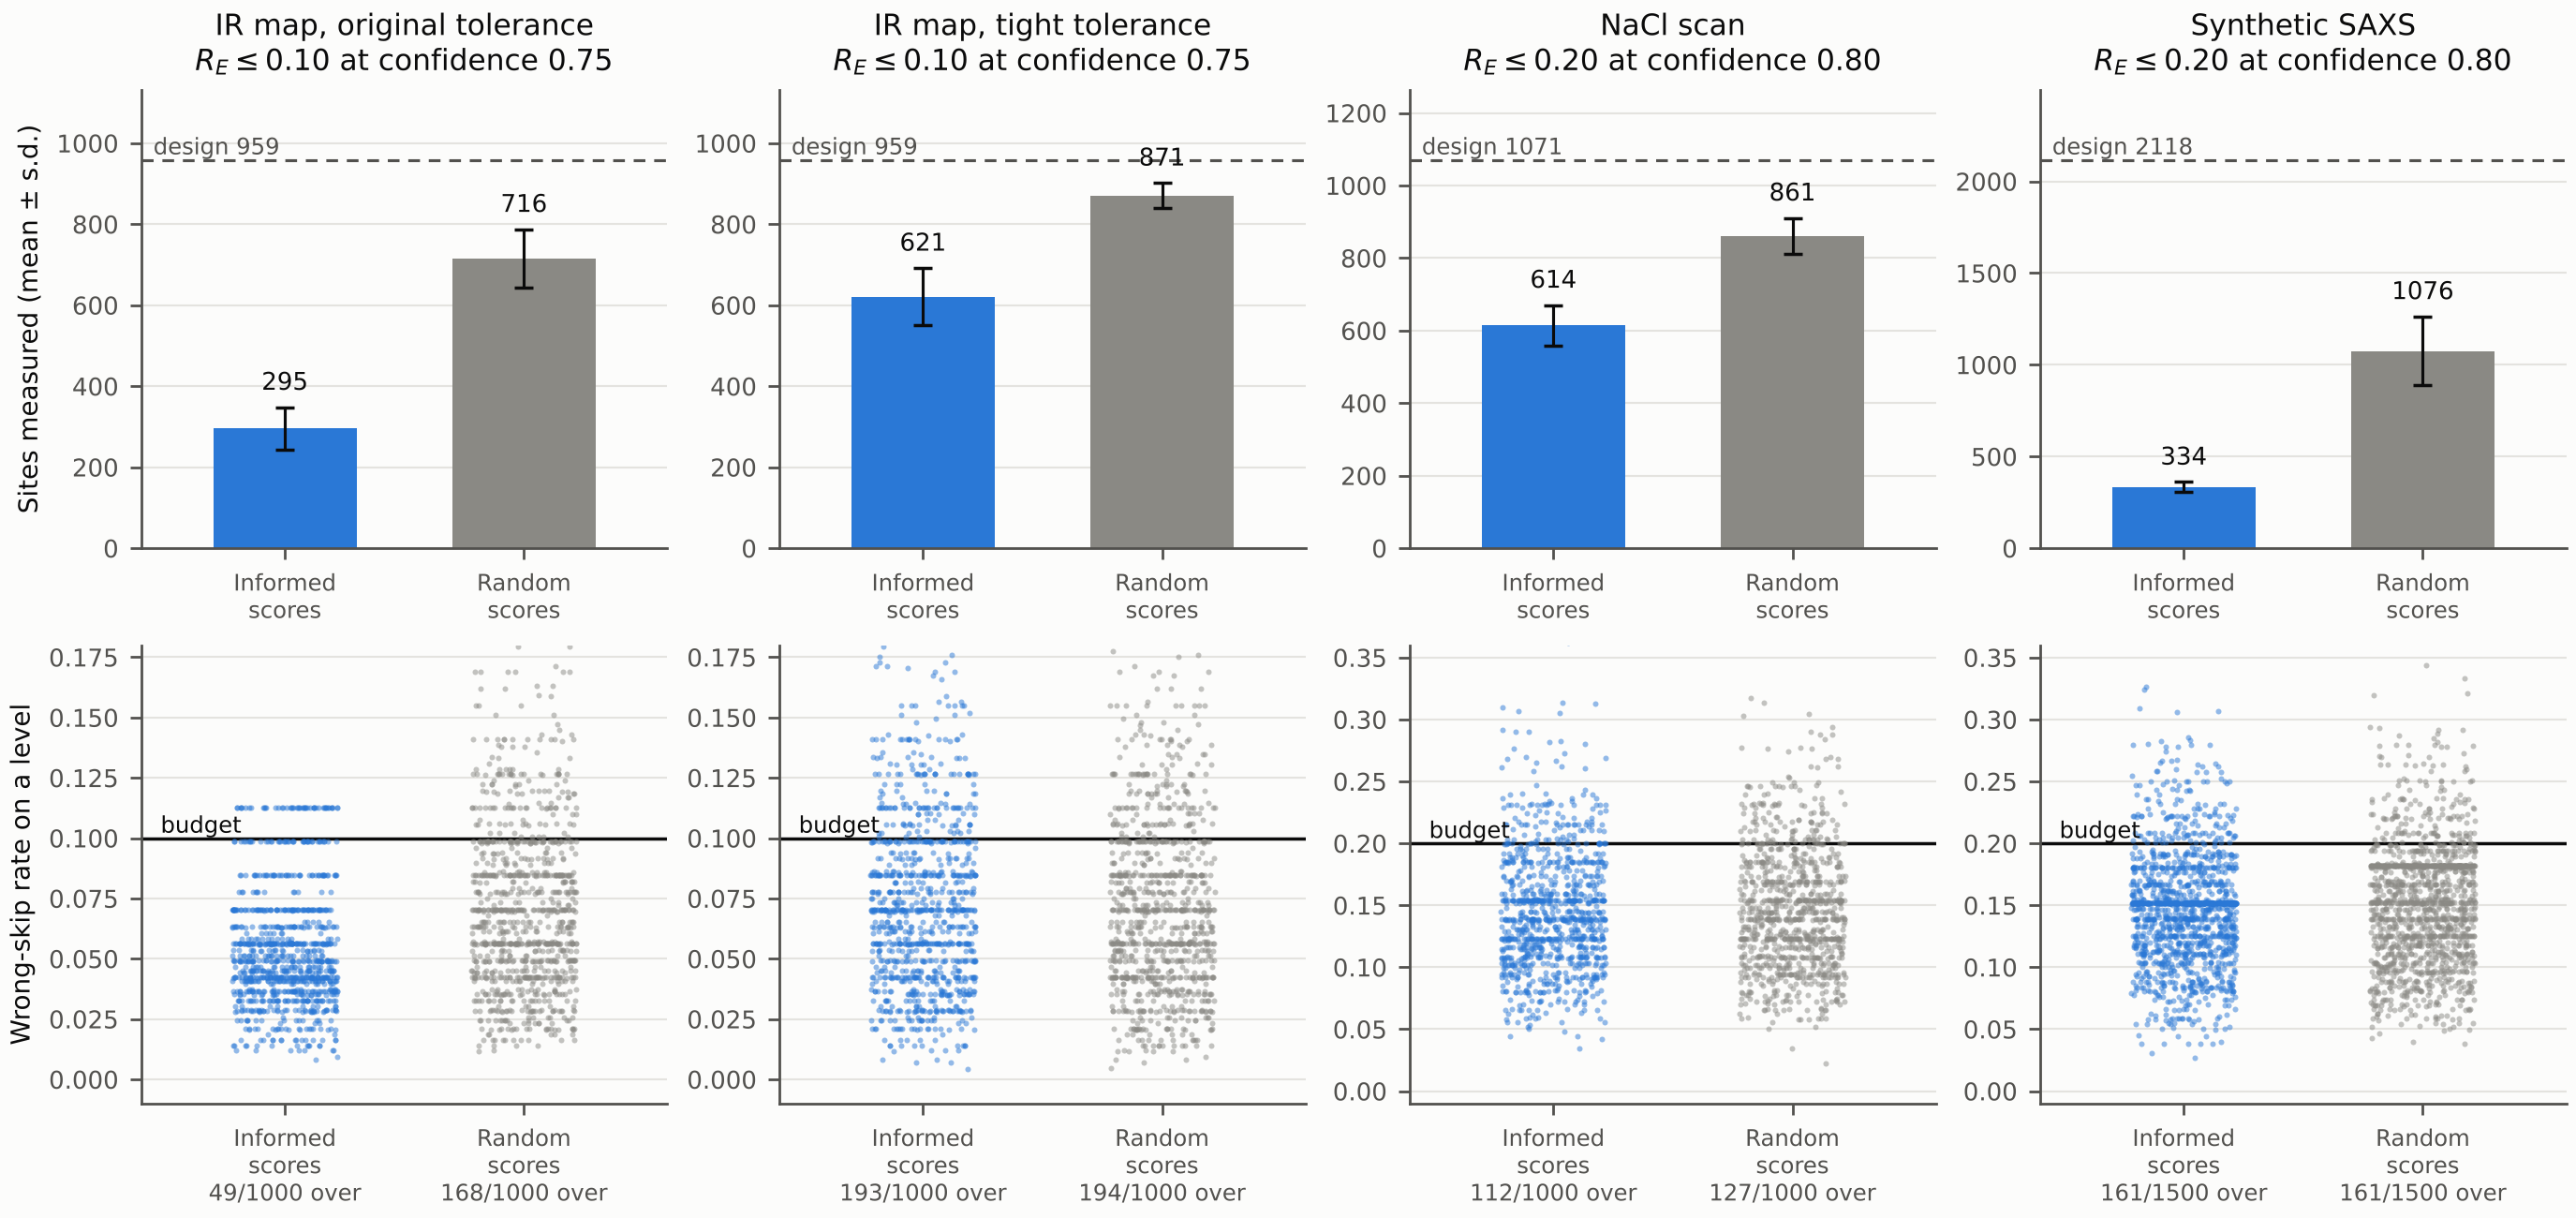 IR map, original tolerance
R_E ≤ 0.10 at confidence 0.75
IR map, tight tolerance
R_E ≤ 0.10 at confidence 0.75
NaCl scan
R_E ≤ 0.20 at confidence 0.80
Synthetic SAXS
R_E ≤ 0.20 at confidence 0.80
Sites measured (mean ± s.d.)
1000
800
600
400
200
0
design 959
295
716
Informed
scores
Random
scores
1000
800
600
400
200
0
design 959
621
871
Informed
scores
Random
scores
1200
1000
800
600
400
200
0
design 1071
614
861
Informed
scores
Random
scores
2000
1500
1000
500
0
design 2118
334
1076
Informed
scores
Random
scores
Wrong-skip rate on a level
0.175
0.150
0.125
0.100
0.075
0.050
0.025
0.000
budget
Informed
scores
49/1000 over
Random
scores
168/1000 over
0.175
0.150
0.125
0.100
0.075
0.050
0.025
0.000
budget
Informed
scores
193/1000 over
Random
scores
194/1000 over
0.35
0.30
0.25
0.20
0.15
0.10
0.05
0.00
budget
Informed
scores
112/1000 over
Random
scores
127/1000 over
0.35
0.30
0.25
0.20
0.15
0.10
0.05
0.00
budget
Informed
scores
161/1500 over
Random
scores
161/1500 over